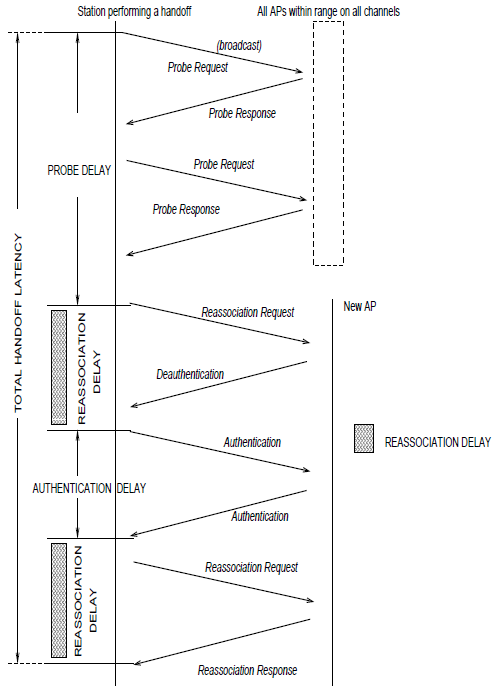 Station performing a handoff
All APs within range on all channels
(broadcast)
Probe Request
Probe Response
Probe Request
PROBE DELAY
Probe Response
TOTAL HANDOFF LATENCY
New AP
Reassociation Request
REASSOCIATION
DELAY
Deauthentication
Authentication
REASSOCIATION DELAY
AUTHENTICATION DELAY
Authentication
Reassociation Request
REASSOCIATION
DELAY
Reassociation Response